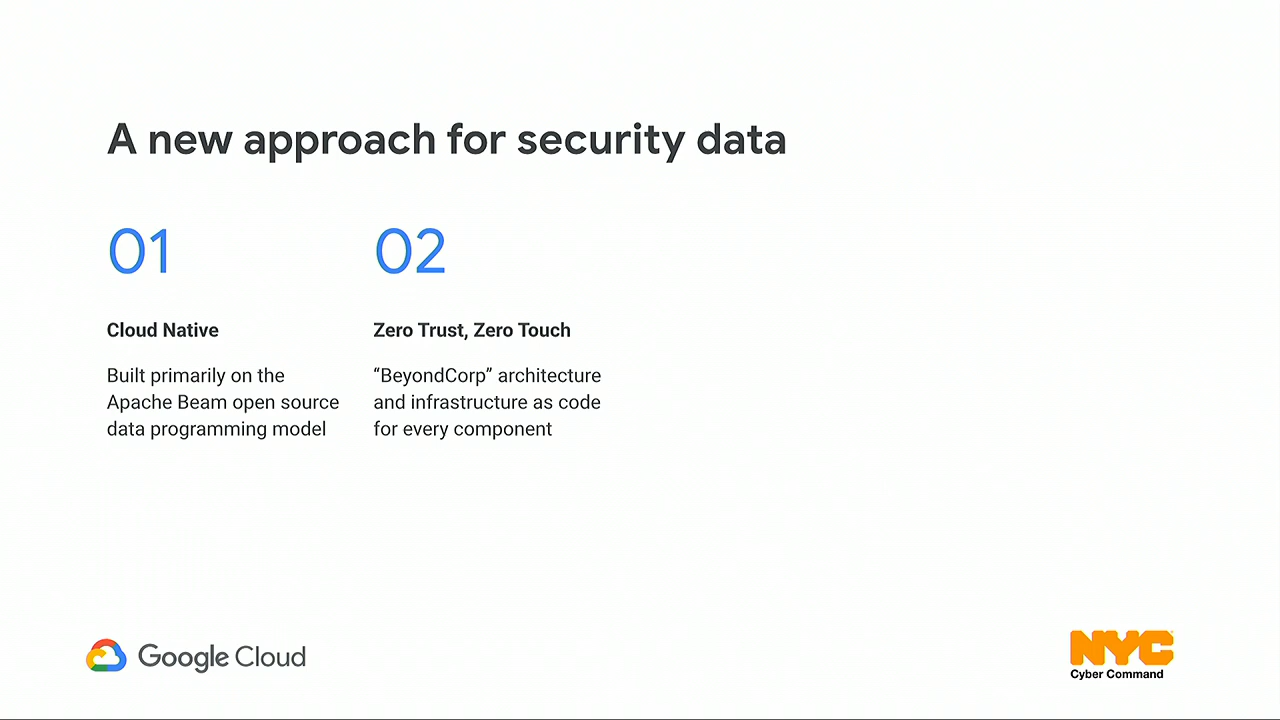 A new approach for security data
01
Cloud Native
Built primarily on the
Apache Beam open source
data programming model
02
Zero Trust, Zero Touch
“BeyondCorp” architecture
and infrastructure as code
for every component
Google Cloud
NYC
Cyber Command